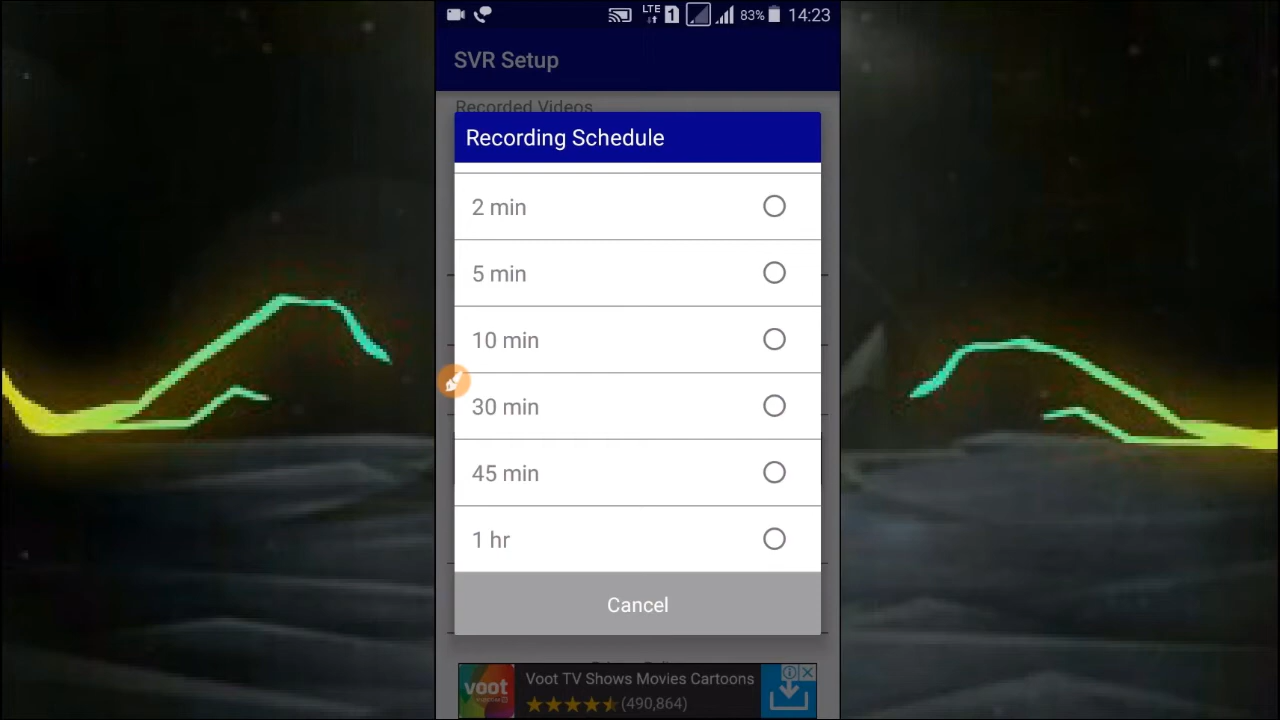 LTE 1 83% 14:23
SVR Setup
Recorded Videos
Recording Schedule
2 min
5 min
10 min
30 min
45 min
1 hr
Cancel
voot
Voot TV Shows Movies Cartoons
(490,864)